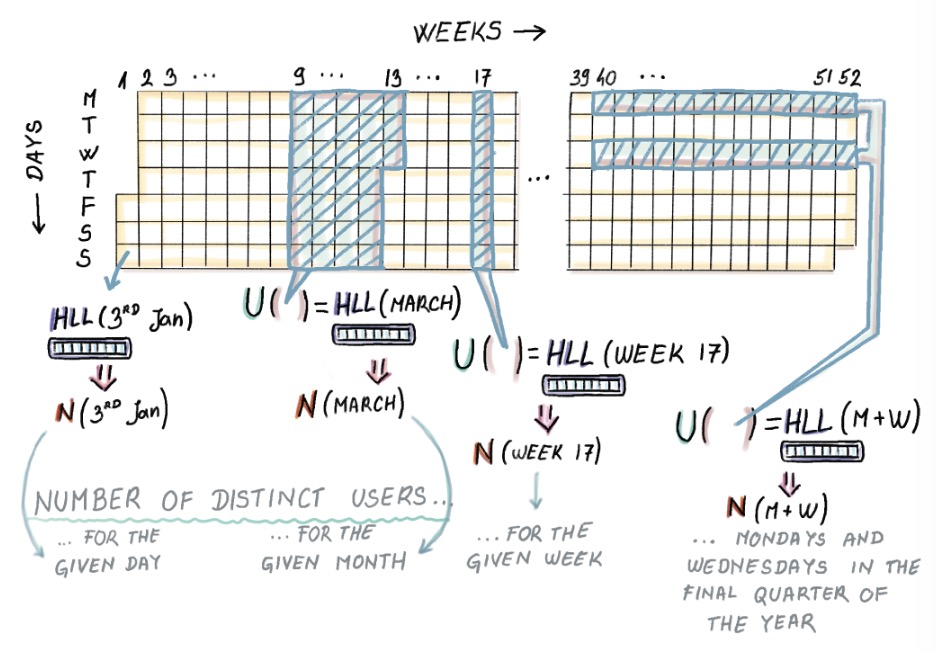 WEEKS →
1 2 3 ... 9 ... 13 ... 17 39 40 ... 51 52
← DAYS
M
T
W
T
F
S
S
...
HLL (3RD Jan)
U( ) = HLL (MARCH)
U( ) = HLL (WEEK 17)
U( ) = HLL (M+W)
N (3RD Jan)
N (MARCH)
N (WEEK 17)
N (M+W)
NUMBER OF DISTINCT USERS...
... FOR THE
GIVEN DAY
... FOR THE
GIVEN MONTH
... FOR THE
GIVEN WEEK
... MONDAYS AND
WEDNESDAYS IN THE
FINAL QUARTER OF
THE YEAR